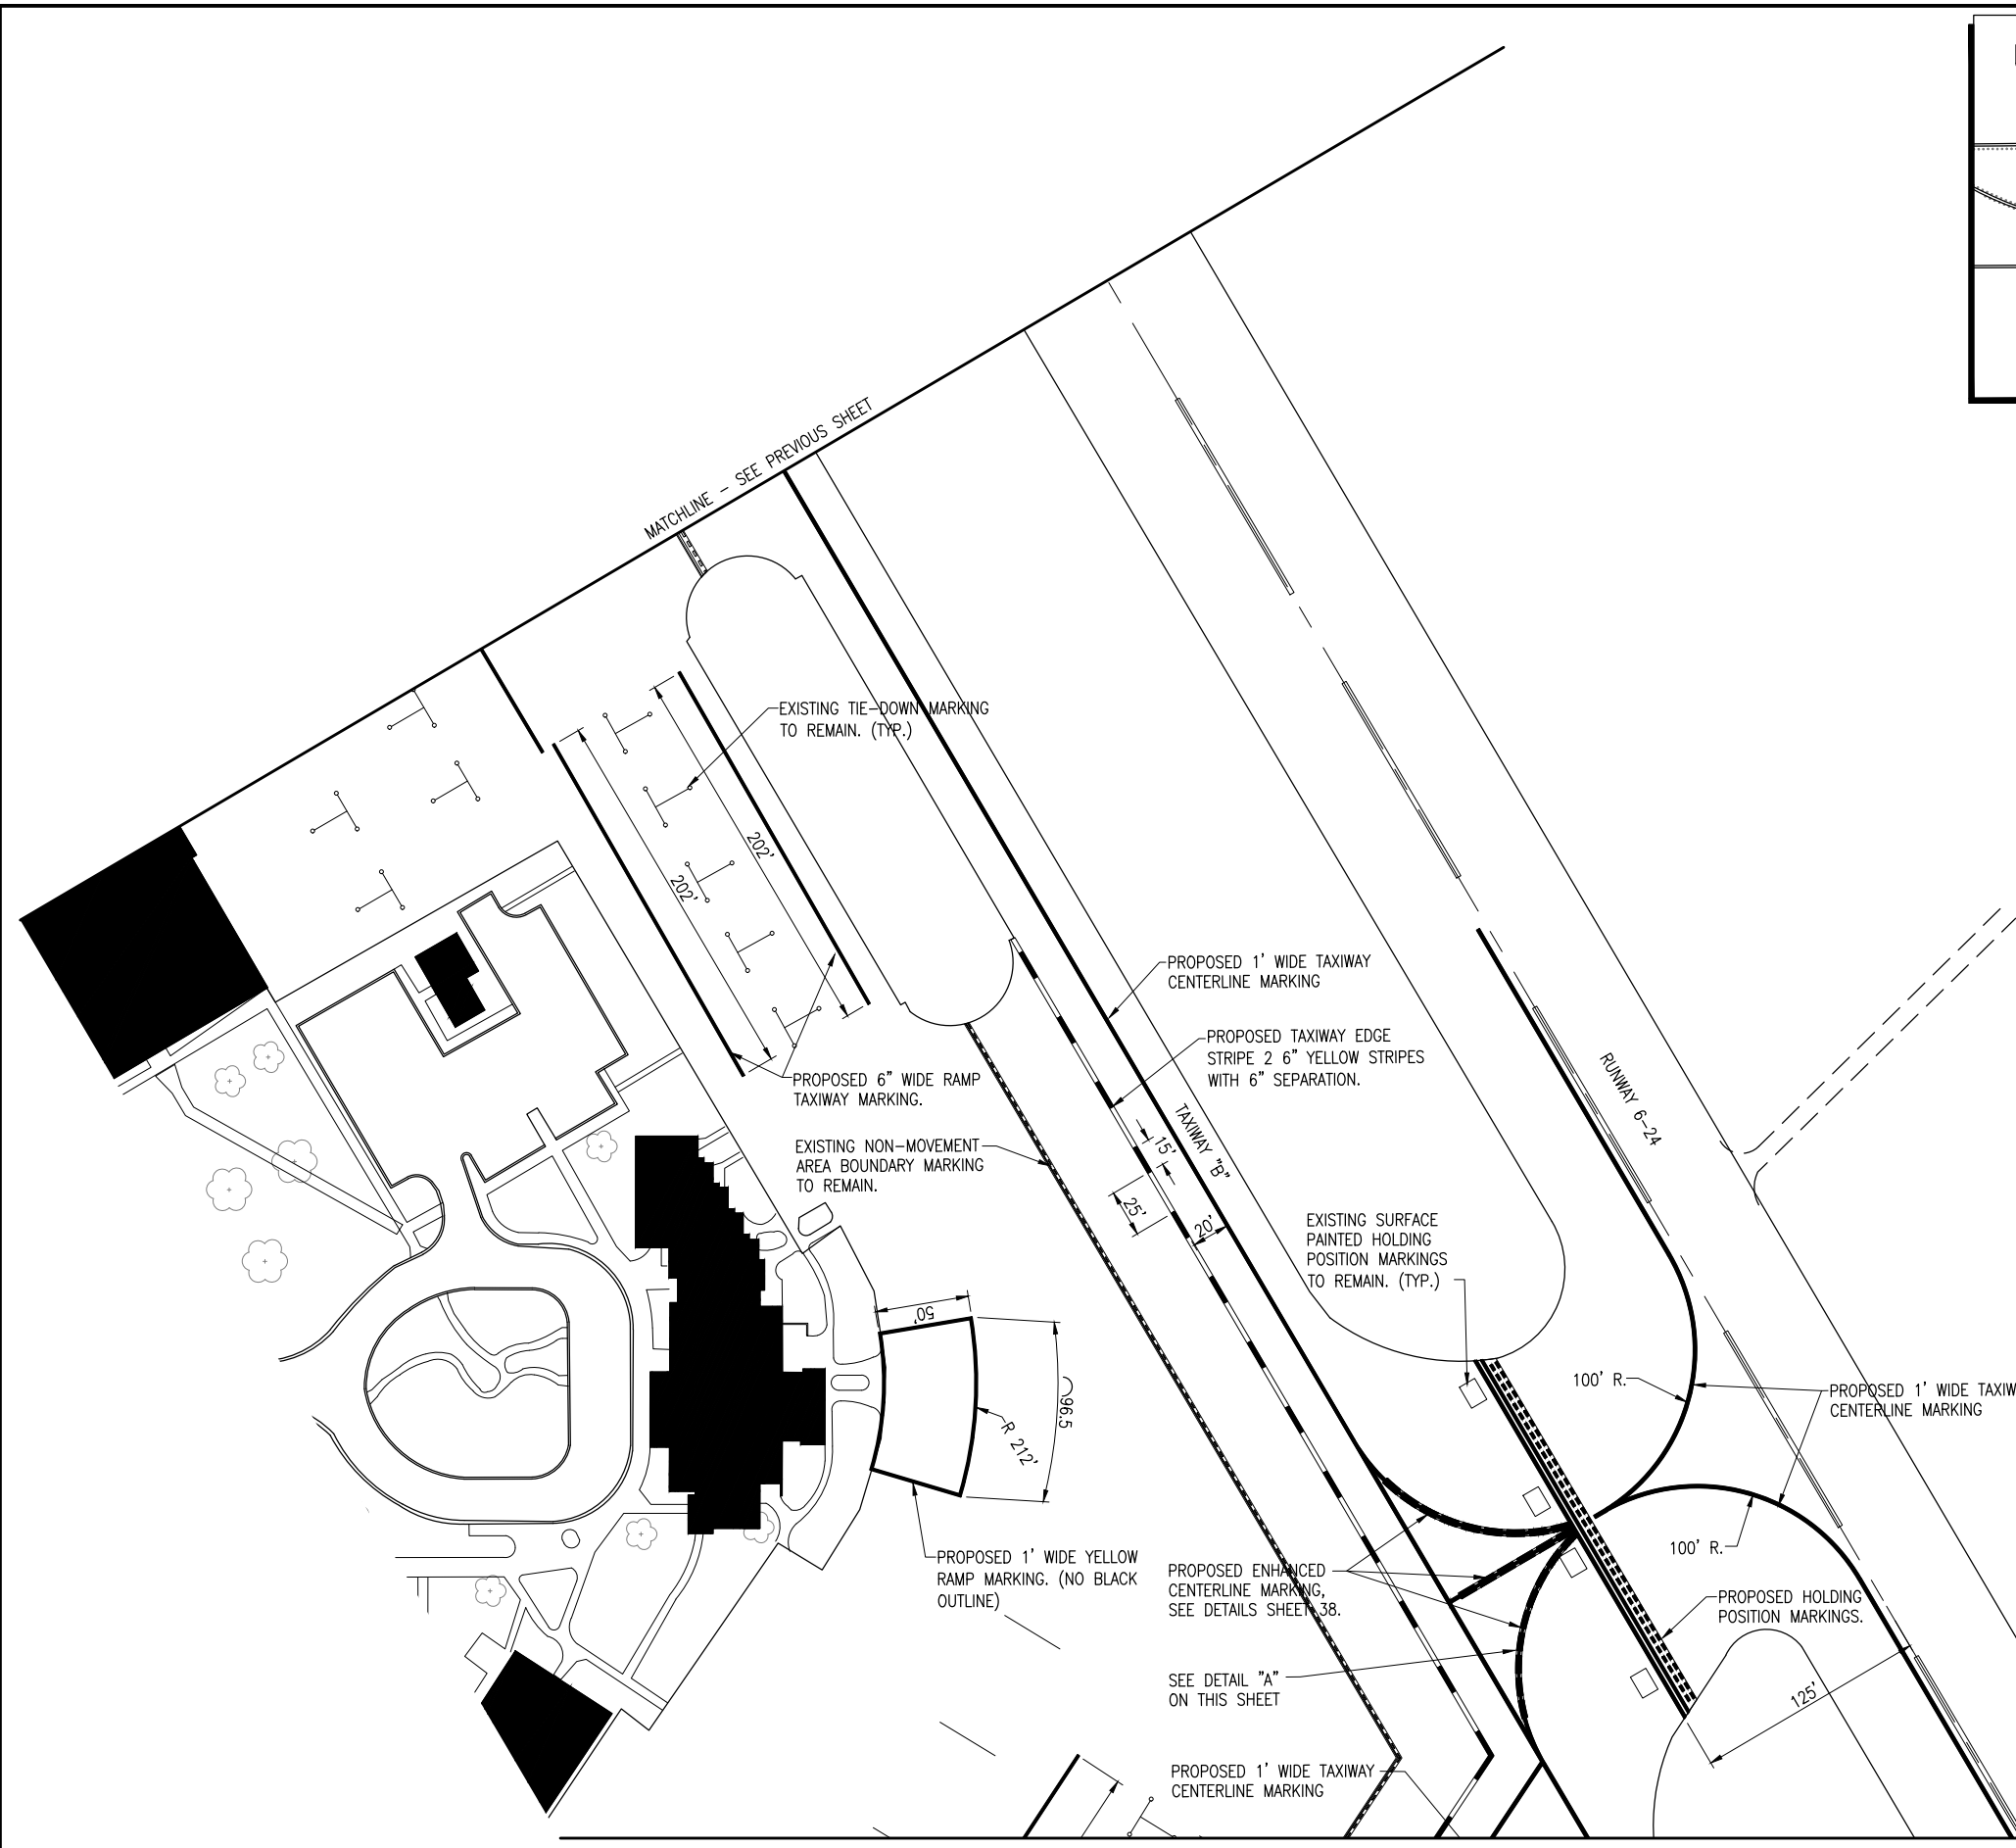 MATCHLINE - SEE PREVIOUS SHEET
EXISTING TIE-DOWN MARKING
TO REMAIN. (TYP.)
202'
202'
PROPOSED 1' WIDE TAXIWAY
CENTERLINE MARKING
PROPOSED TAXIWAY EDGE
STRIPE 2 6" YELLOW STRIPES
WITH 6" SEPARATION.
RUNWAY 6-24
PROPOSED 6" WIDE RAMP
TAXIWAY MARKING.
TAXIWAY "B"
EXISTING NON-MOVEMENT
AREA BOUNDARY MARKING
TO REMAIN.
15'
25'
20'
EXISTING SURFACE
PAINTED HOLDING
POSITION MARKINGS
TO REMAIN. (TYP.)
50'
96.5
R 212'
100' R.
PROPOSED 1' WIDE TAXIW
CENTERLINE MARKING
100' R.
PROPOSED 1' WIDE YELLOW
RAMP MARKING. (NO BLACK
OUTLINE)
PROPOSED ENHANCED
CENTERLINE MARKING,
SEE DETAILS SHEET 38.
PROPOSED HOLDING
POSITION MARKINGS.
SEE DETAIL "A"
ON THIS SHEET
125'
PROPOSED 1' WIDE TAXIWAY
CENTERLINE MARKING